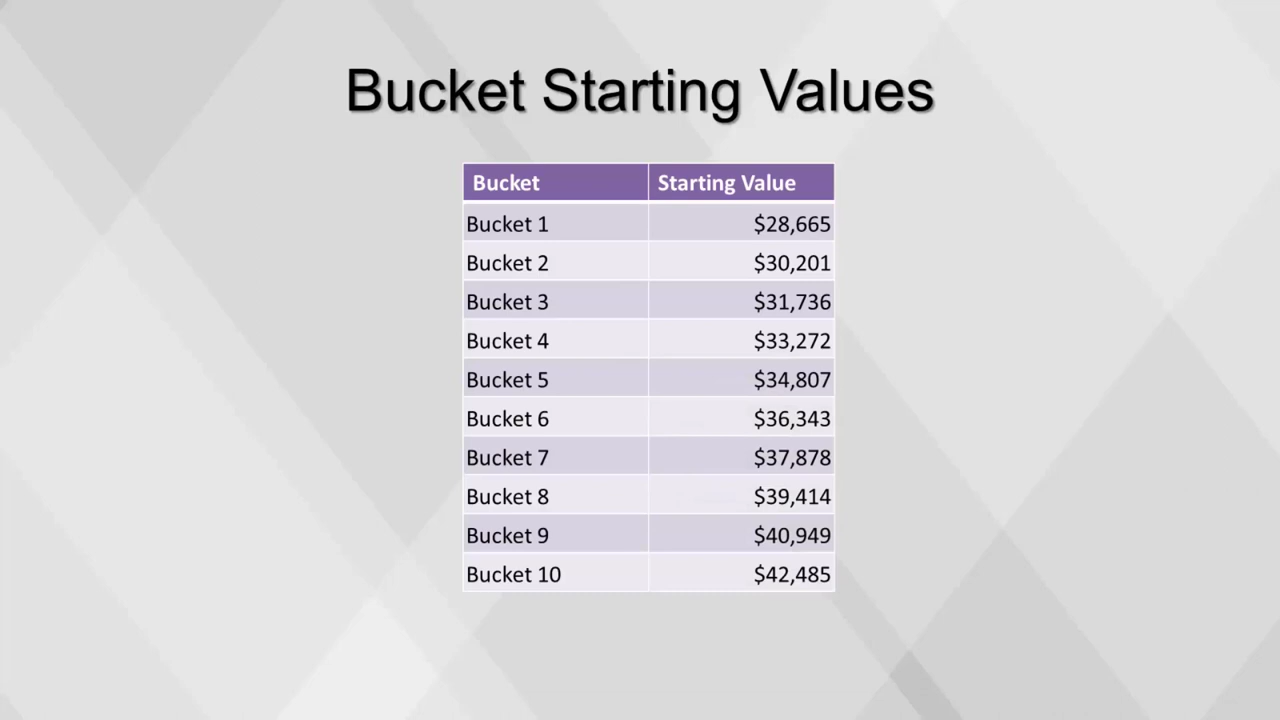 Bucket Starting Values
Bucket Starting Value
Bucket 1 $28,665
Bucket 2 $30,201
Bucket 3 $31,736
Bucket 4 $33,272
Bucket 5 $34,807
Bucket 6 $36,343
Bucket 7 $37,878
Bucket 8 $39,414
Bucket 9 $40,949
Bucket 10 $42,485